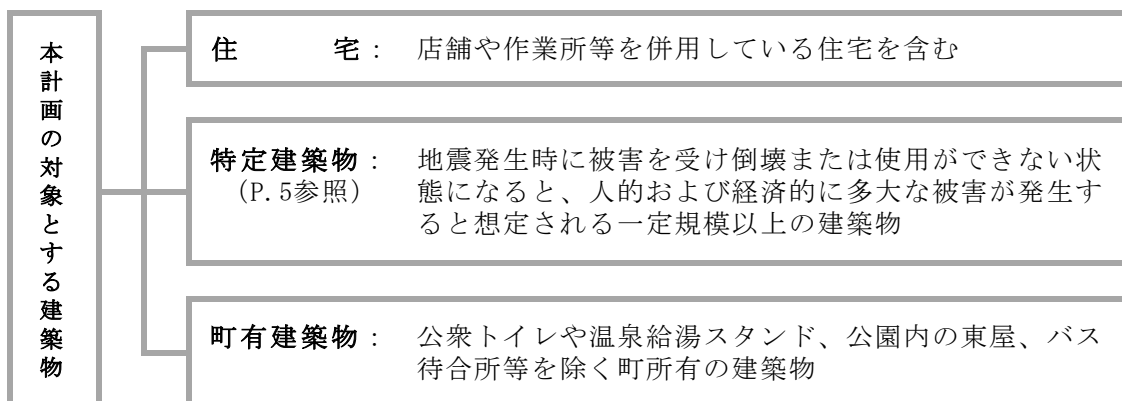 本計画の対象とする建築物
住　　　宅： 店舗や作業所等を併用している住宅を含む
特定建築物： 地震発生時に被害を受け倒壊または使用ができない状
(P.5参照) 態になると、人的および経済的に多大な被害が発生す
ると想定される一定規模以上の建築物
町有建築物： 公衆トイレや温泉給湯スタンド、公園内の東屋、バス
待合所等を除く町所有の建築物